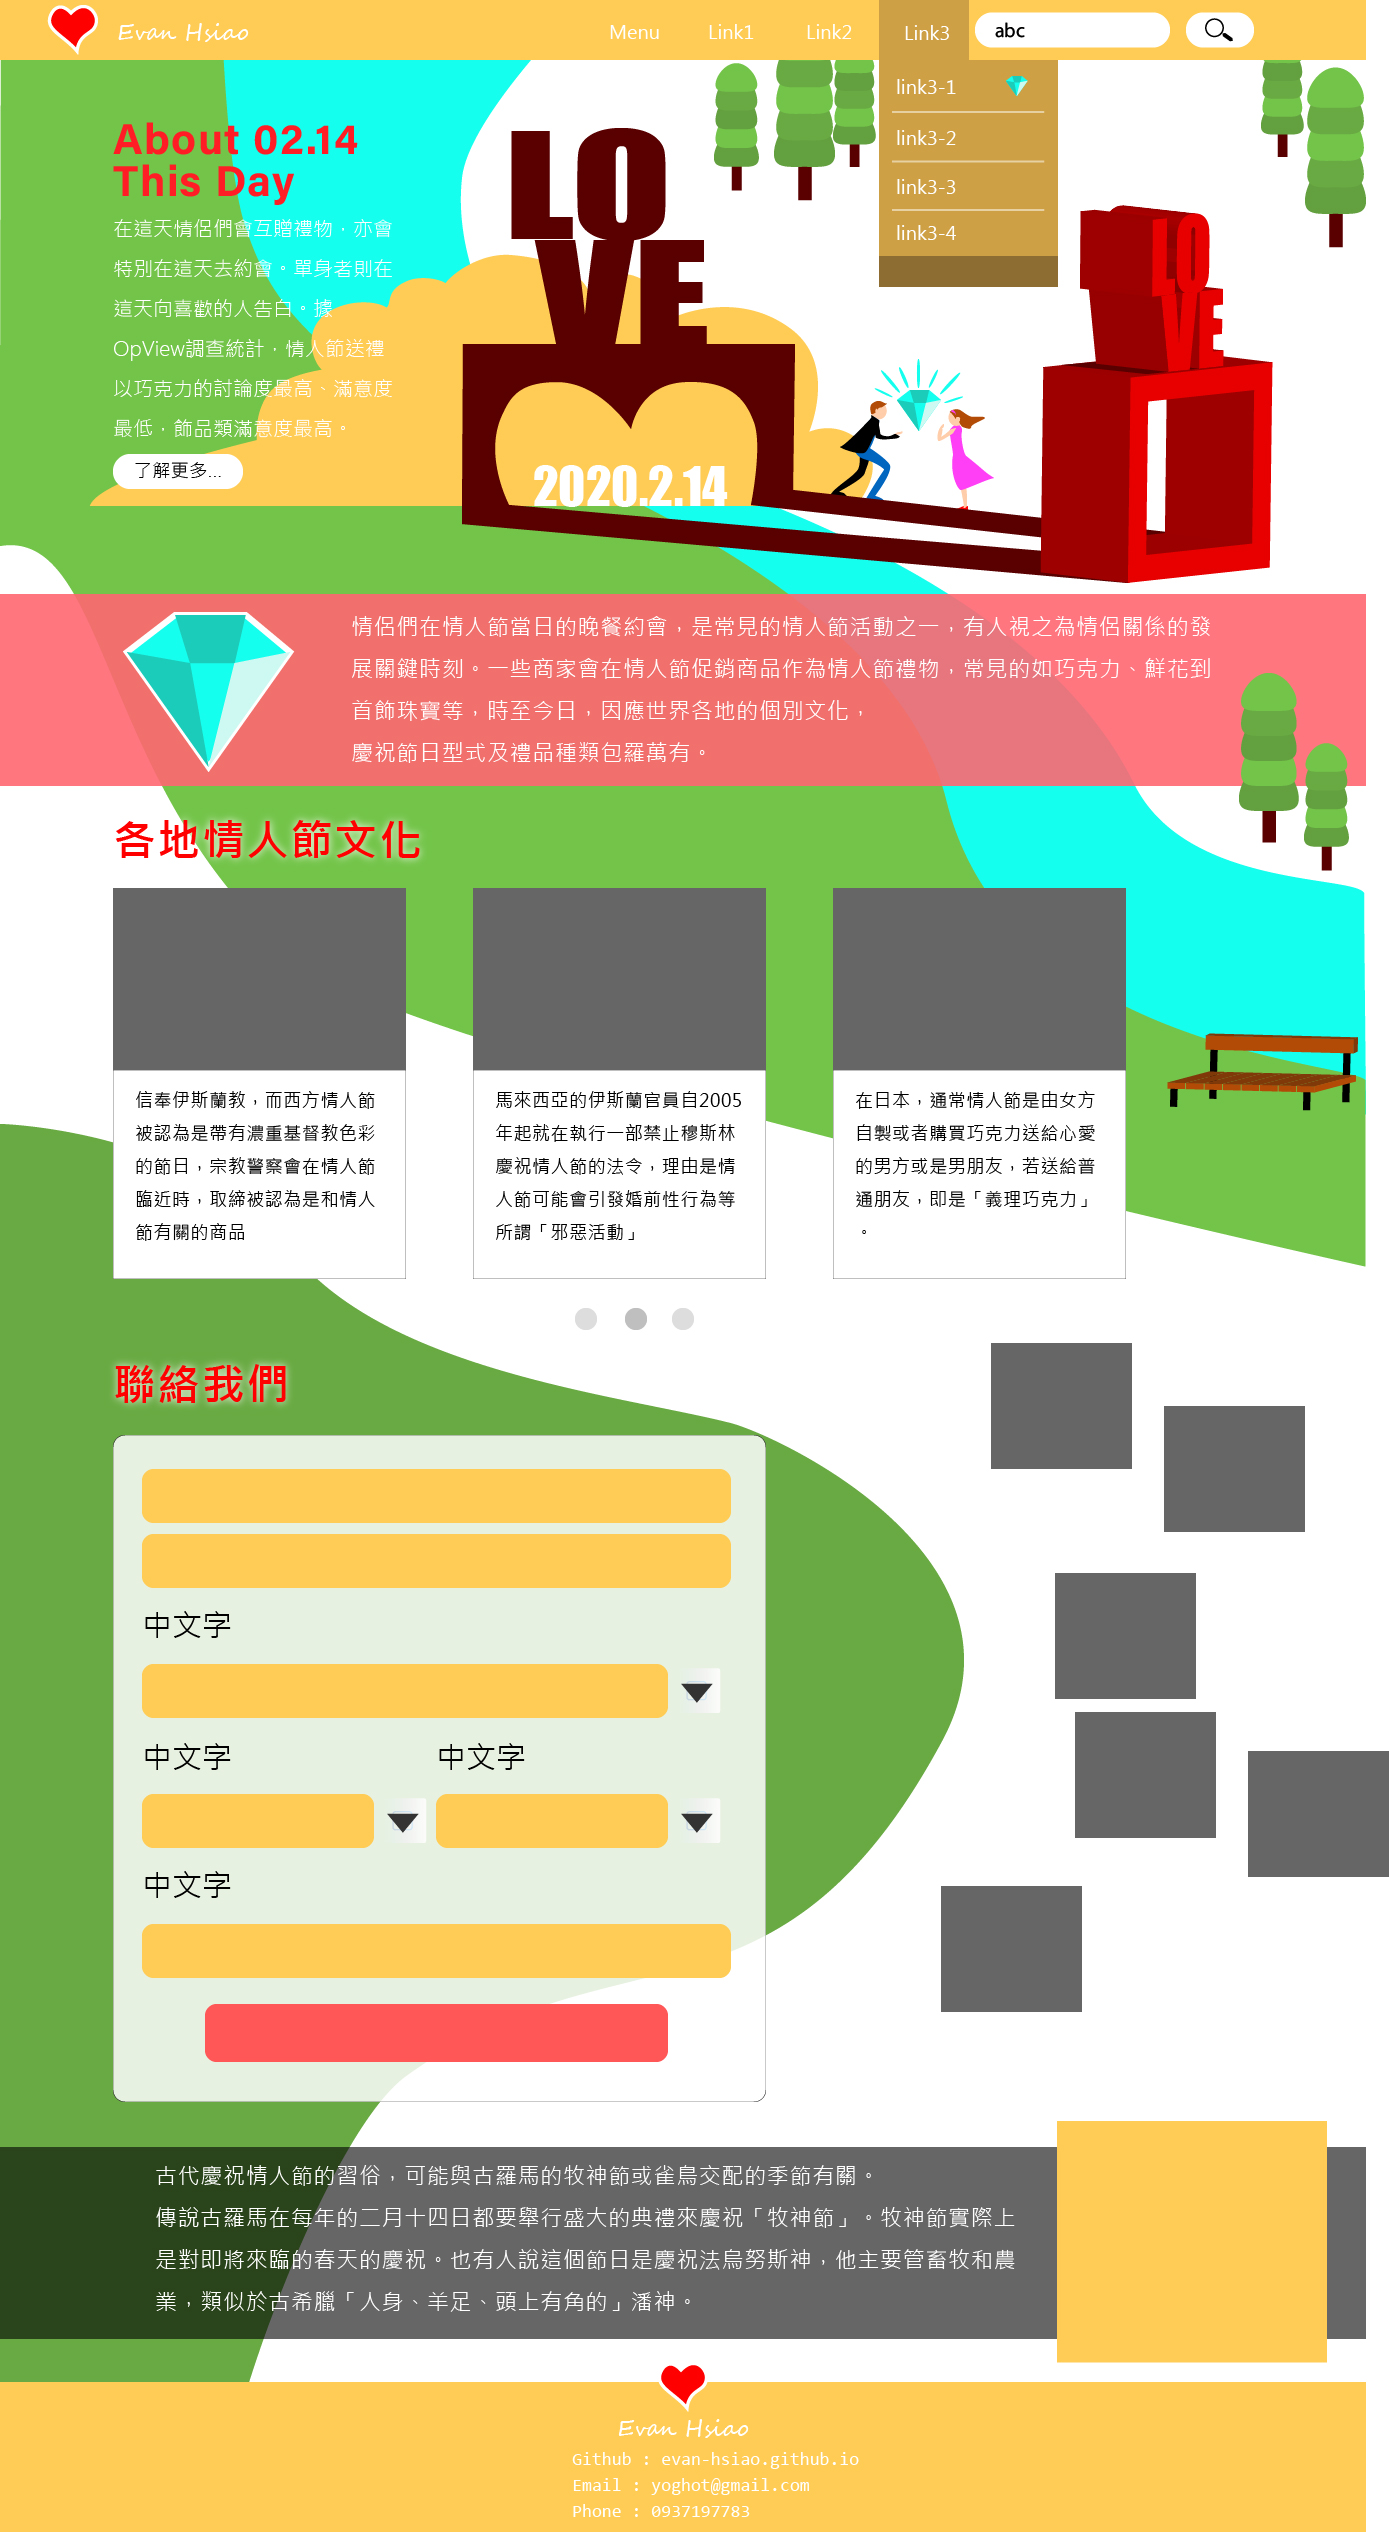 Evan Hsiao
Menu
Link1
Link2
Link3
abc
link3-1
link3-2
link3-3
link3-4
About 02.14
This Day
在這天情侶們會互贈禮物，亦會
特別在這天去約會。單身者則在
這天向喜歡的人告白。據
OpView調查統計，情人節送禮
以巧克力的討論度最高、滿意度
最低，飾品類滿意度最高。
了解更多...
LO
VE
2020.2.14
LO
VE
情侶們在情人節當日的晚餐約會，是常見的情人節活動之一，有人視之為情侶關係的發
展關鍵時刻。一些商家會在情人節促銷商品作為情人節禮物，常見的如巧克力、鮮花到
首飾珠寶等，時至今日，因應世界各地的個別文化，
慶祝節日型式及禮品種類包羅萬有。
各地情人節文化
信奉伊斯蘭教，而西方情人節
被認為是帶有濃重基督教色彩
的節日，宗教警察會在情人節
臨近時，取締被認為是和情人
節有關的商品
馬來西亞的伊斯蘭官員自2005
年起就在執行一部禁止穆斯林
慶祝情人節的法令，理由是情
人節可能會引發婚前性行為等
所謂「邪惡活動」
在日本，通常情人節是由女方
自製或者購買巧克力送給心愛
的男方或是男朋友，若送給普
通朋友，即是「義理巧克力」
。
聯絡我們
中文字
中文字
中文字
中文字
古代慶祝情人節的習俗，可能與古羅馬的牧神節或雀鳥交配的季節有關。
傳說古羅馬在每年的二月十四日都要舉行盛大的典禮來慶祝「牧神節」。牧神節實際上
是對即將來臨的春天的慶祝。也有人說這個節日是慶祝法烏努斯神，他主要管畜牧和農
業，類似於古希臘「人身、羊足、頭上有角的」潘神。
Evan Hsiao
Github : evan-hsiao.github.io
Email : yoghot@gmail.com
Phone : 0937197783